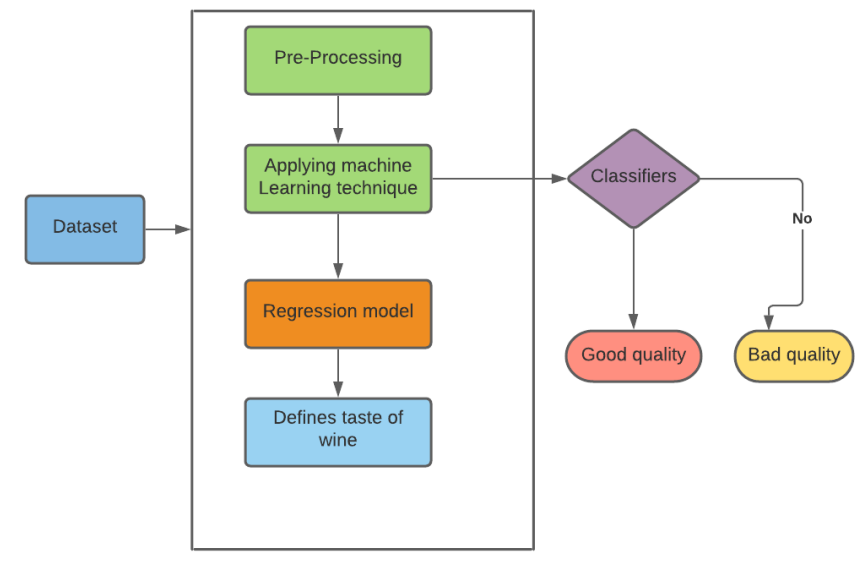 Pre-Processing
Applying machine
Learning technique
Classifiers
No
Dataset
Regression model
Good quality
Bad quality
Defines taste of
wine